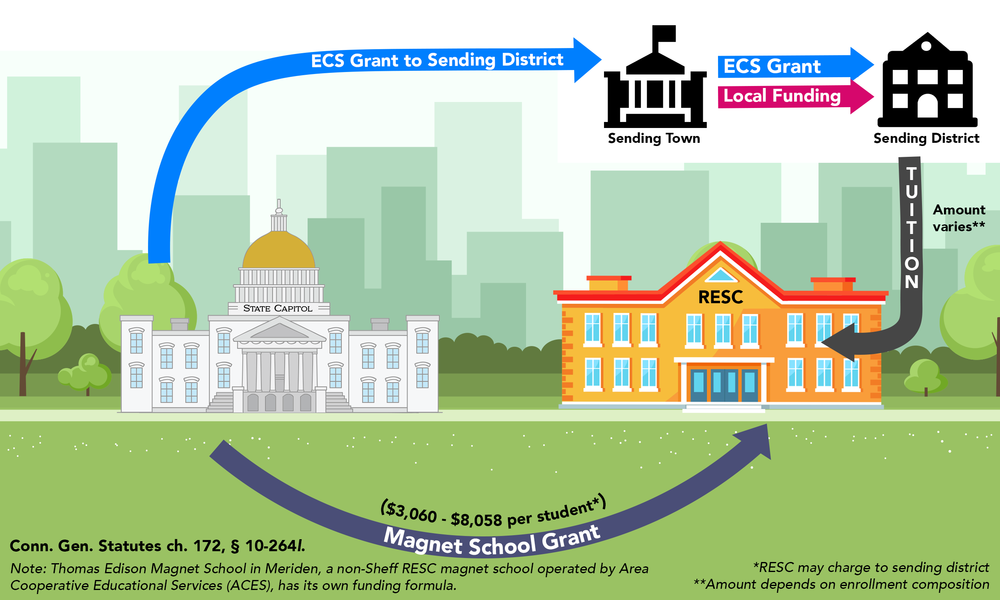 ECS Grant to Sending District
ECS Grant
Local Funding
Sending Town
Sending District
TUITION
Amount
varies**
RESC
STATE CAPITOL
($3,060 - $8,058 per student*)
Magnet School Grant
Conn. Gen. Statutes ch. 172, § 10-264l.
Note: Thomas Edison Magnet School in Meriden, a non-Sheff RESC magnet school operated by Area
Cooperative Educational Services (ACES), has its own funding formula.
*RESC may charge to sending district
**Amount depends on enrollment composition